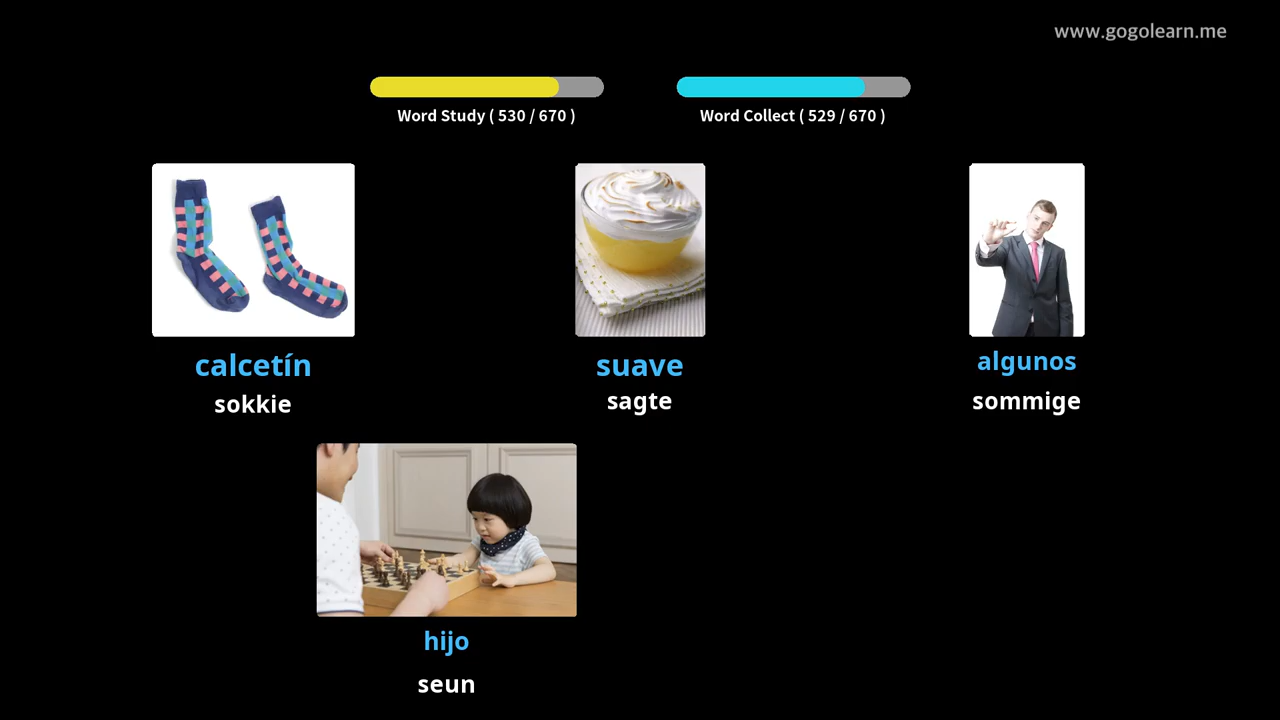 www.gogolearn.me
Word Study ( 530 / 670 )
Word Collect ( 529 / 670 )
calcetín
sokkie
suave
sagte
algunos
sommige
hijo
seun